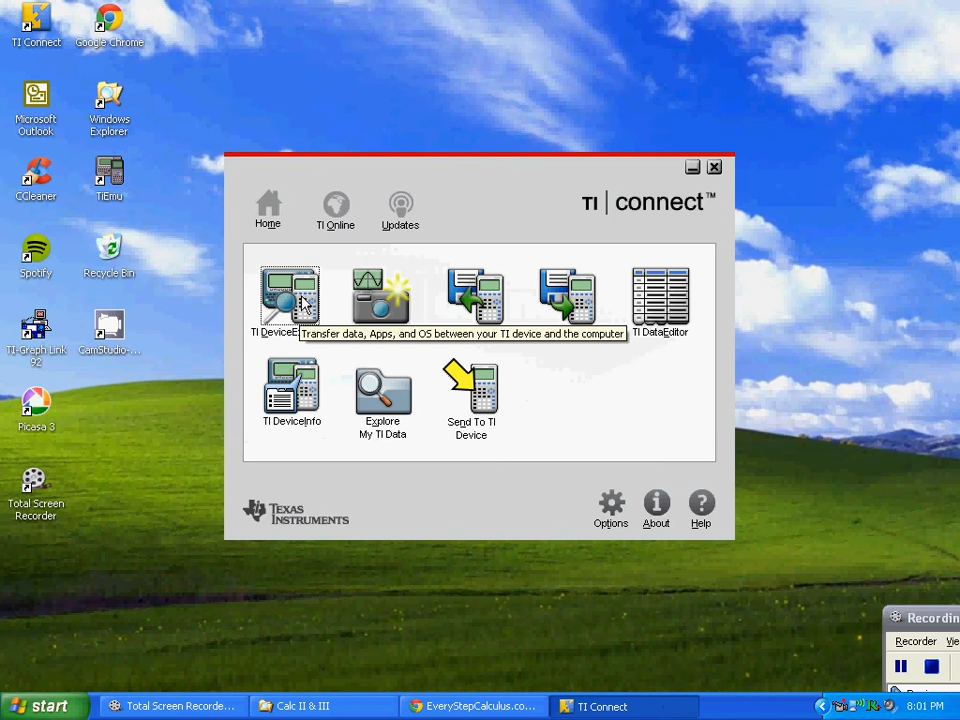 TI Connect
Google Chrome
Microsoft
Outlook
Windows
Explorer
CCleaner
TiEmu
Spotify
Recycle Bin
TI-Graph Link
92
CamStudio-...
Picasa 3
Total Screen
Recorder
TI connect™
Home
TI Online
Updates
Transfer data, Apps, and OS between your TI device and the computer
TI DataEditor
TI DeviceInfo
Explore
My TI Data
Send To TI
Device
TEXAS
INSTRUMENTS
Options
About
Help
Recorder
start
Total Screen Recorde...
Calc II & III
EveryStepCalculus.co...
TI Connect
8:01 PM